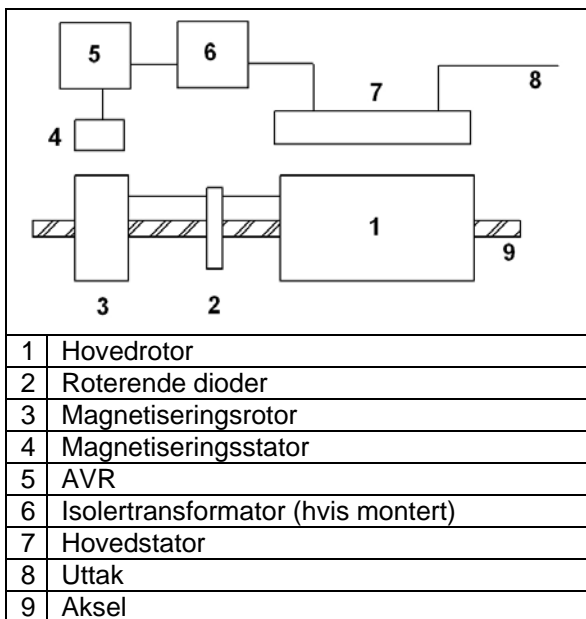 5
6
7
8
4
1
9
3
2
1 Hovedrotor
2 Roterende dioder
3 Magnetiseringsrotor
4 Magnetiseringsstator
5 AVR
6 Isolertransformator (hvis montert)
7 Hovedstator
8 Uttak
9 Aksel